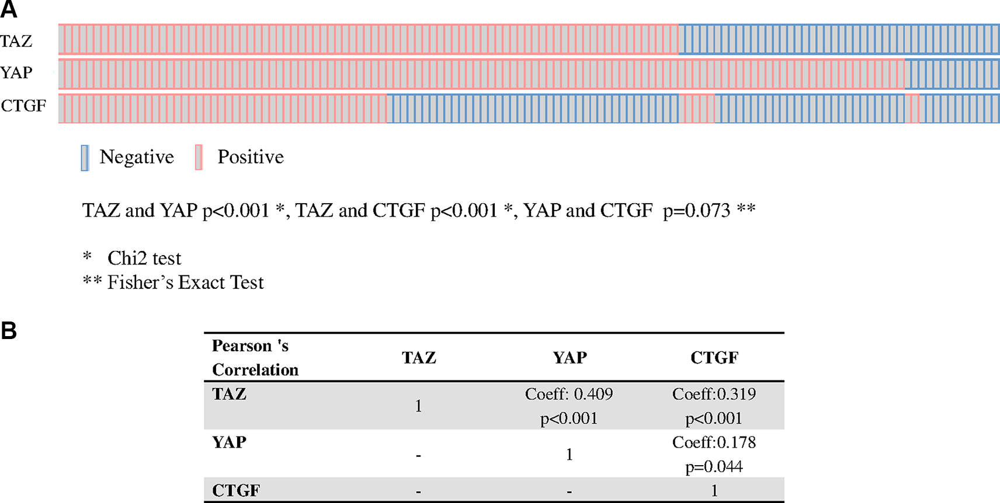 A
TAZ
YAP
CTGF
Negative Positive
TAZ and YAP p<0.001 *, TAZ and CTGF p<0.001 *, YAP and CTGF p=0.073 **
* Chi2 test
** Fisher’s Exact Test
B
Pearson 's
Correlation
TAZ YAP CTGF
TAZ 1 Coeff: 0.409 Coeff:0.319
p<0.001 p<0.001
YAP - 1 Coeff:0.178
p=0.044
CTGF - - 1